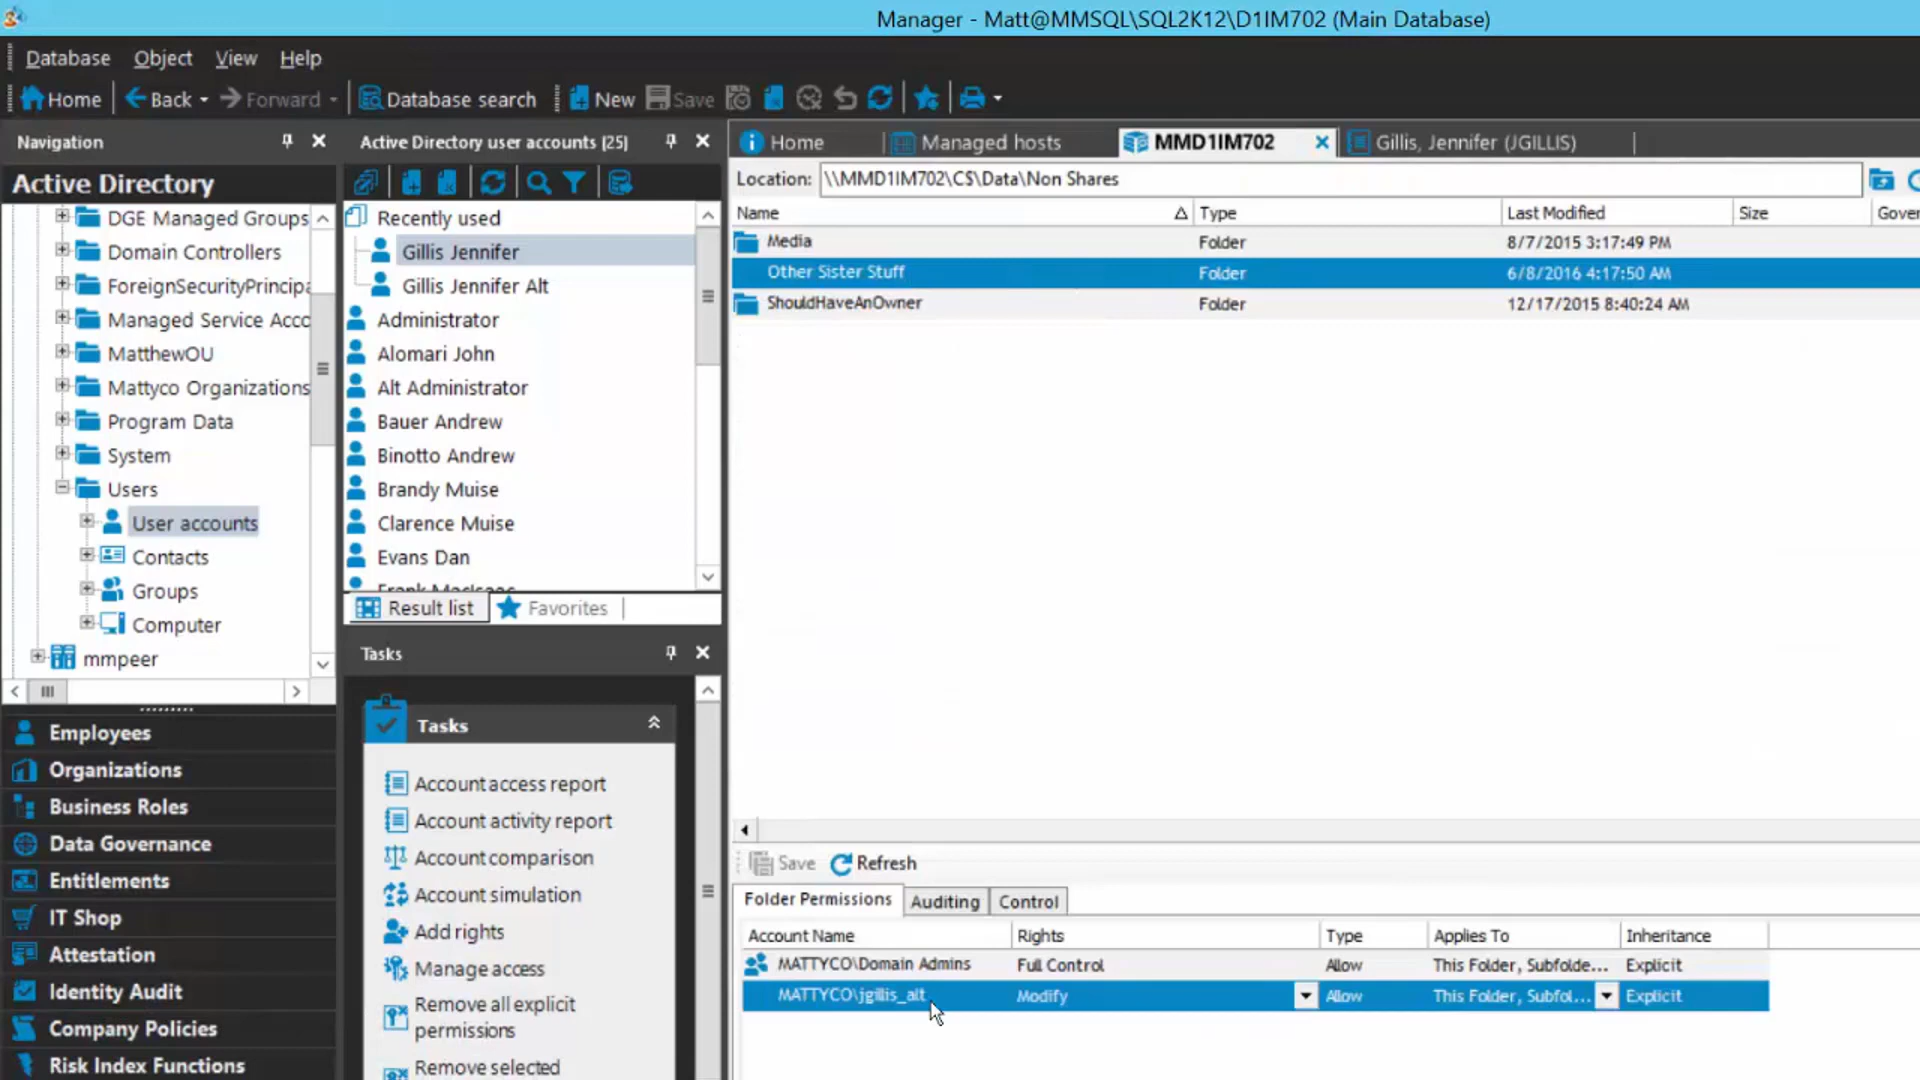 Manager - Matt@MMSQL\SQL2K12\D1IM702 (Main Database)
Database Object View Help
Home Back Forward Database search New Save
Navigation
Active Directory
DGE Managed Groups
Domain Controllers
ForeignSecurityPrincipa
Managed Service Acco
MatthewOU
Mattyco Organizations
Program Data
System
Users
User accounts
Contacts
Groups
Computer
mmpeer
Employees
Organizations
Business Roles
Data Governance
Entitlements
IT Shop
Attestation
Identity Audit
Company Policies
Risk Index Functions
Active Directory user accounts [25]
Recently used
Gillis Jennifer
Gillis Jennifer Alt
Administrator
Alomari John
Alt Administrator
Bauer Andrew
Binotto Andrew
Brandy Muise
Clarence Muise
Evans Dan
Frank MacIsaac
Result list Favorites
Tasks
Tasks
Account access report
Account activity report
Account comparison
Account simulation
Add rights
Manage access
Remove all explicit
permissions
Remove selected
Home Managed hosts MMD1IM702 Gillis, Jennifer (JGILLIS)
Location: \\MMD1IM702\C$\Data\Non Shares
Name Type Last Modified Size Gover
Media Folder 8/7/2015 3:17:49 PM
Other Sister Stuff Folder 6/8/2016 4:17:50 AM
ShouldHaveAnOwner Folder 12/17/2015 8:40:24 AM
Save Refresh
Folder Permissions Auditing Control
Account Name Rights Type Applies To Inheritance
MATTYCO\Domain Admins Full Control Allow This Folder, Subfolde... Explicit
MATTYCO\jgillis_alt Modify Allow This Folder, Subfol... Explicit